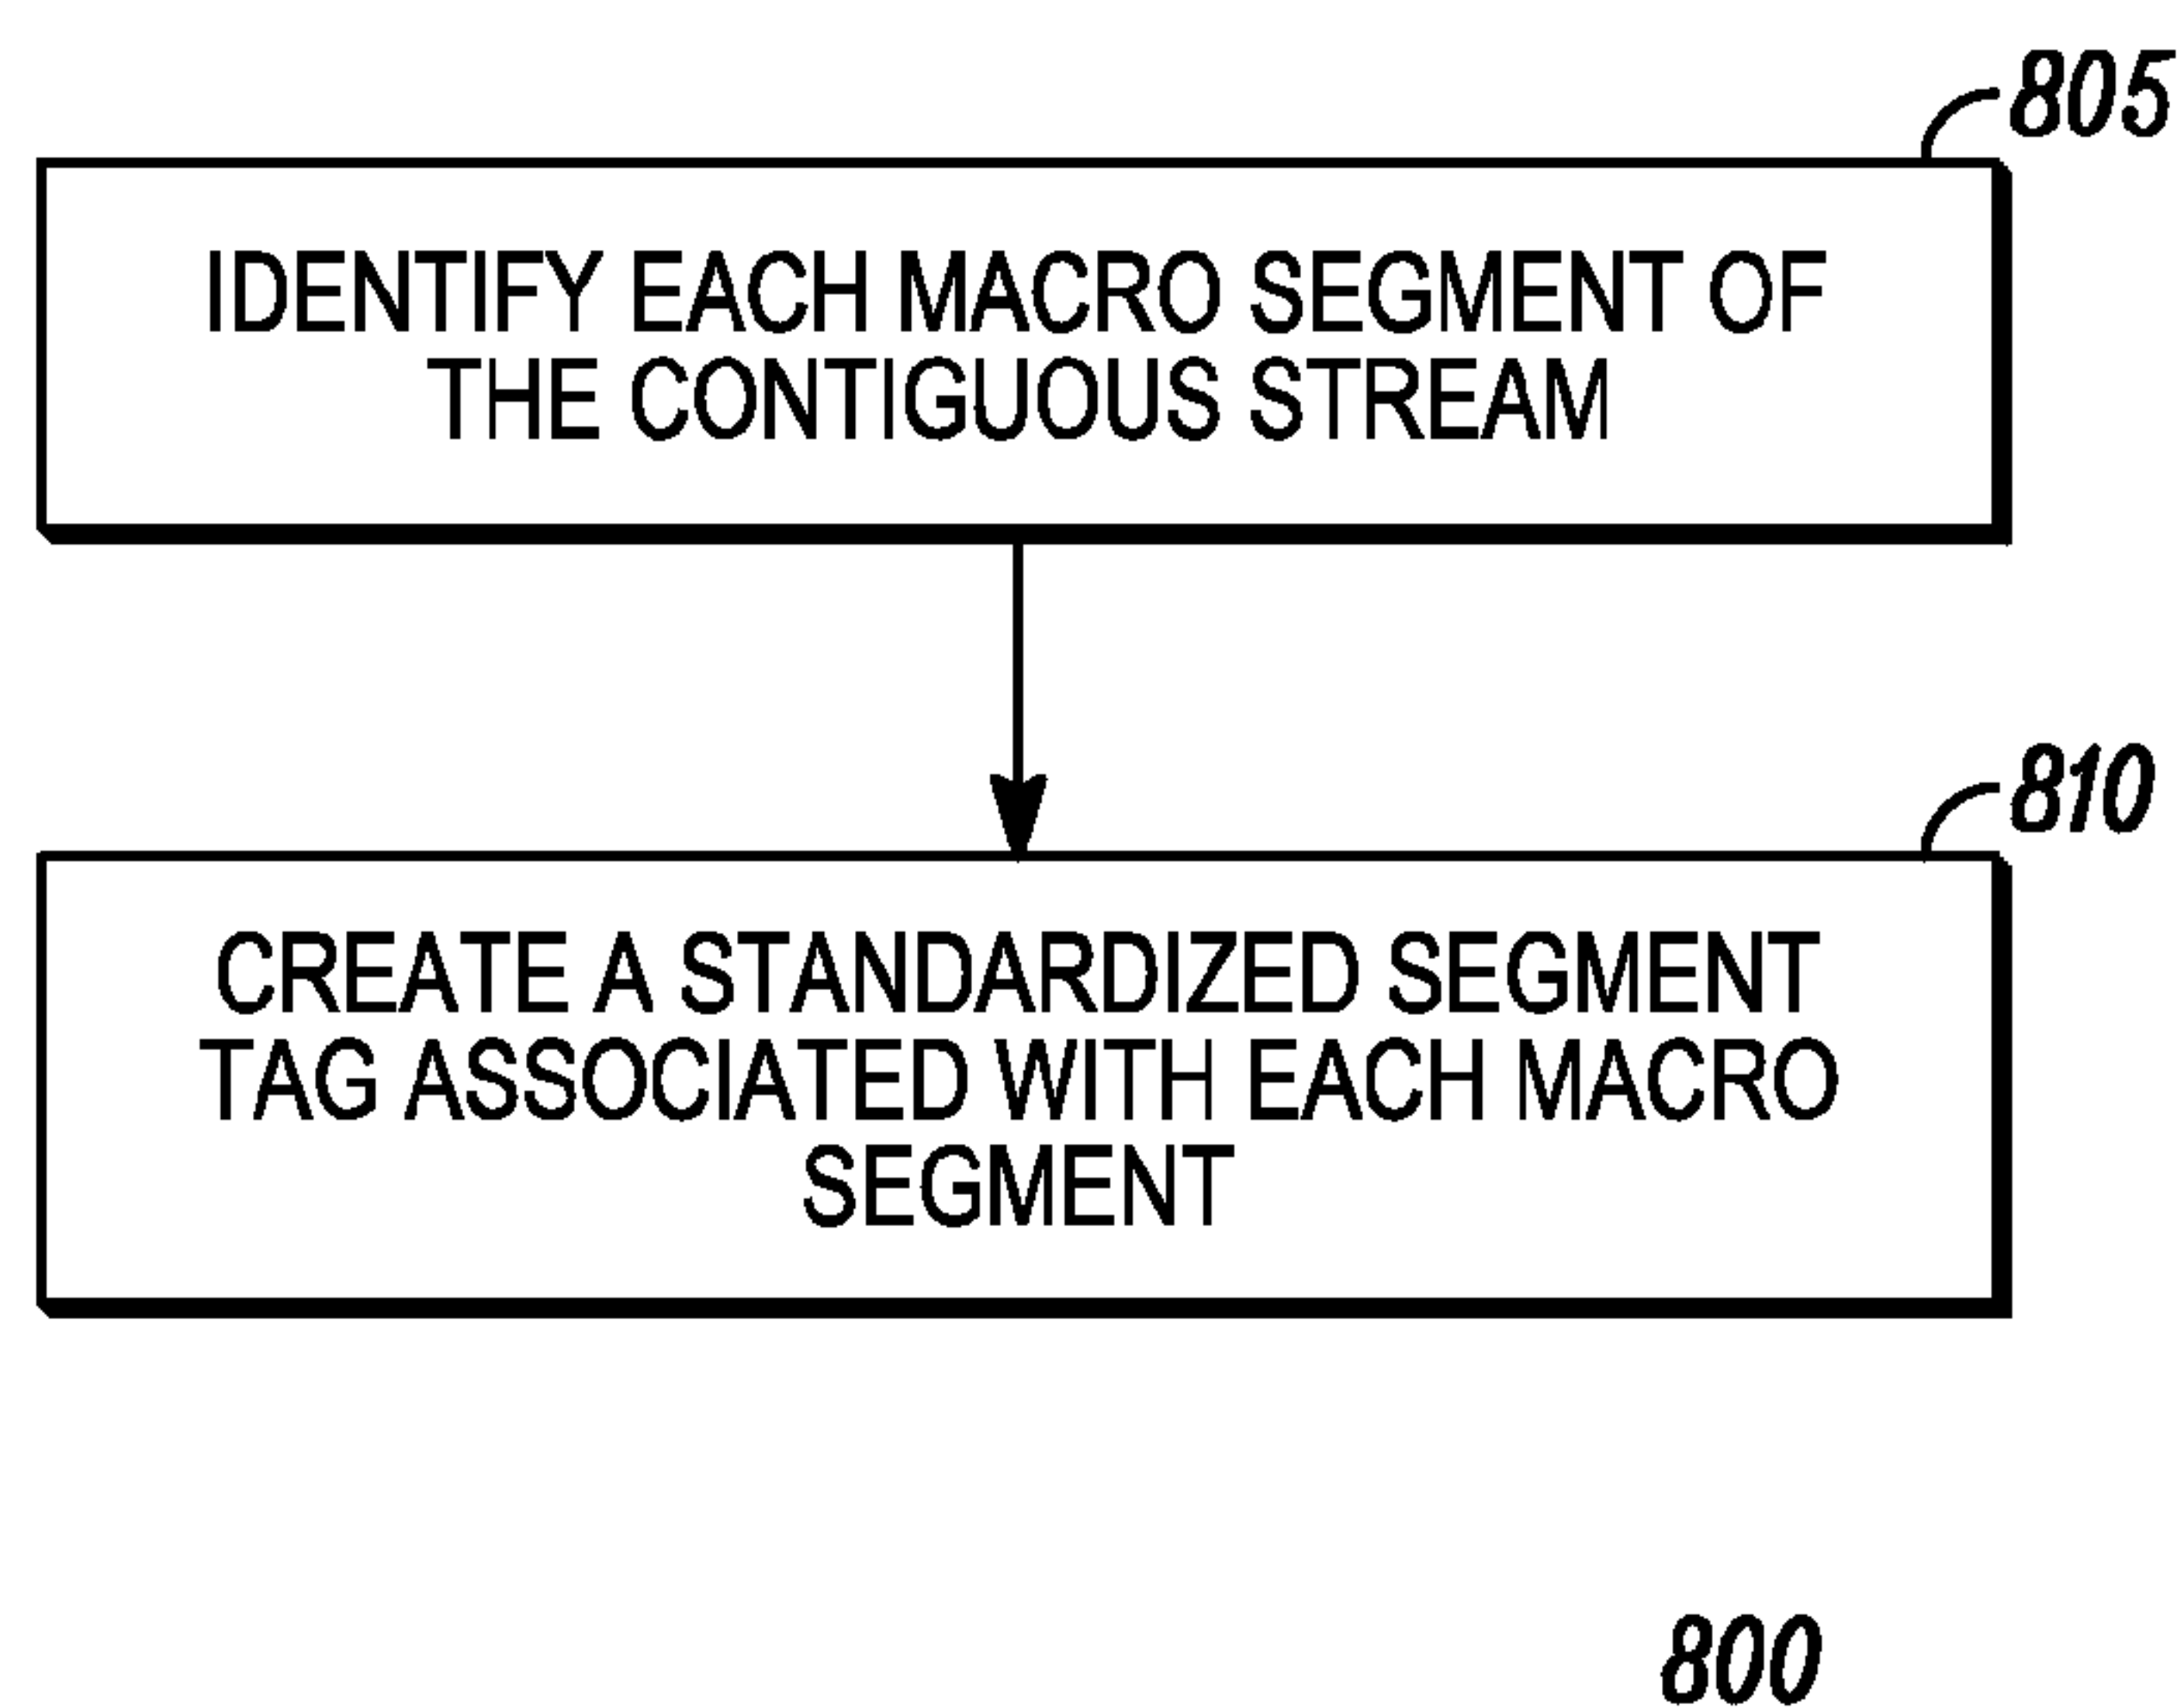 805
IDENTIFY EACH MACRO SEGMENT OF
THE CONTIGUOUS STREAM
810
CREATE A STANDARDIZED SEGMENT
TAG ASSOCIATED WITH EACH MACRO
SEGMENT
800